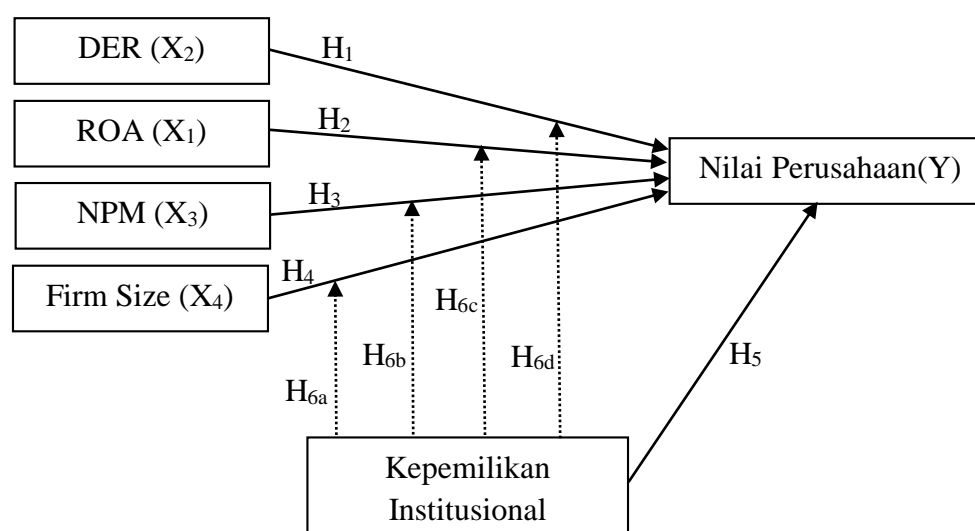 DER (X₂)
H₁
ROA (X₁)
H₂
Nilai Perusahaan(Y)
NPM (X₃)
H₃
H₄
Firm Size (X₄)
H₆c
H₆b
H₆d
H₅
H₆a
Kepemilikan
Institusional